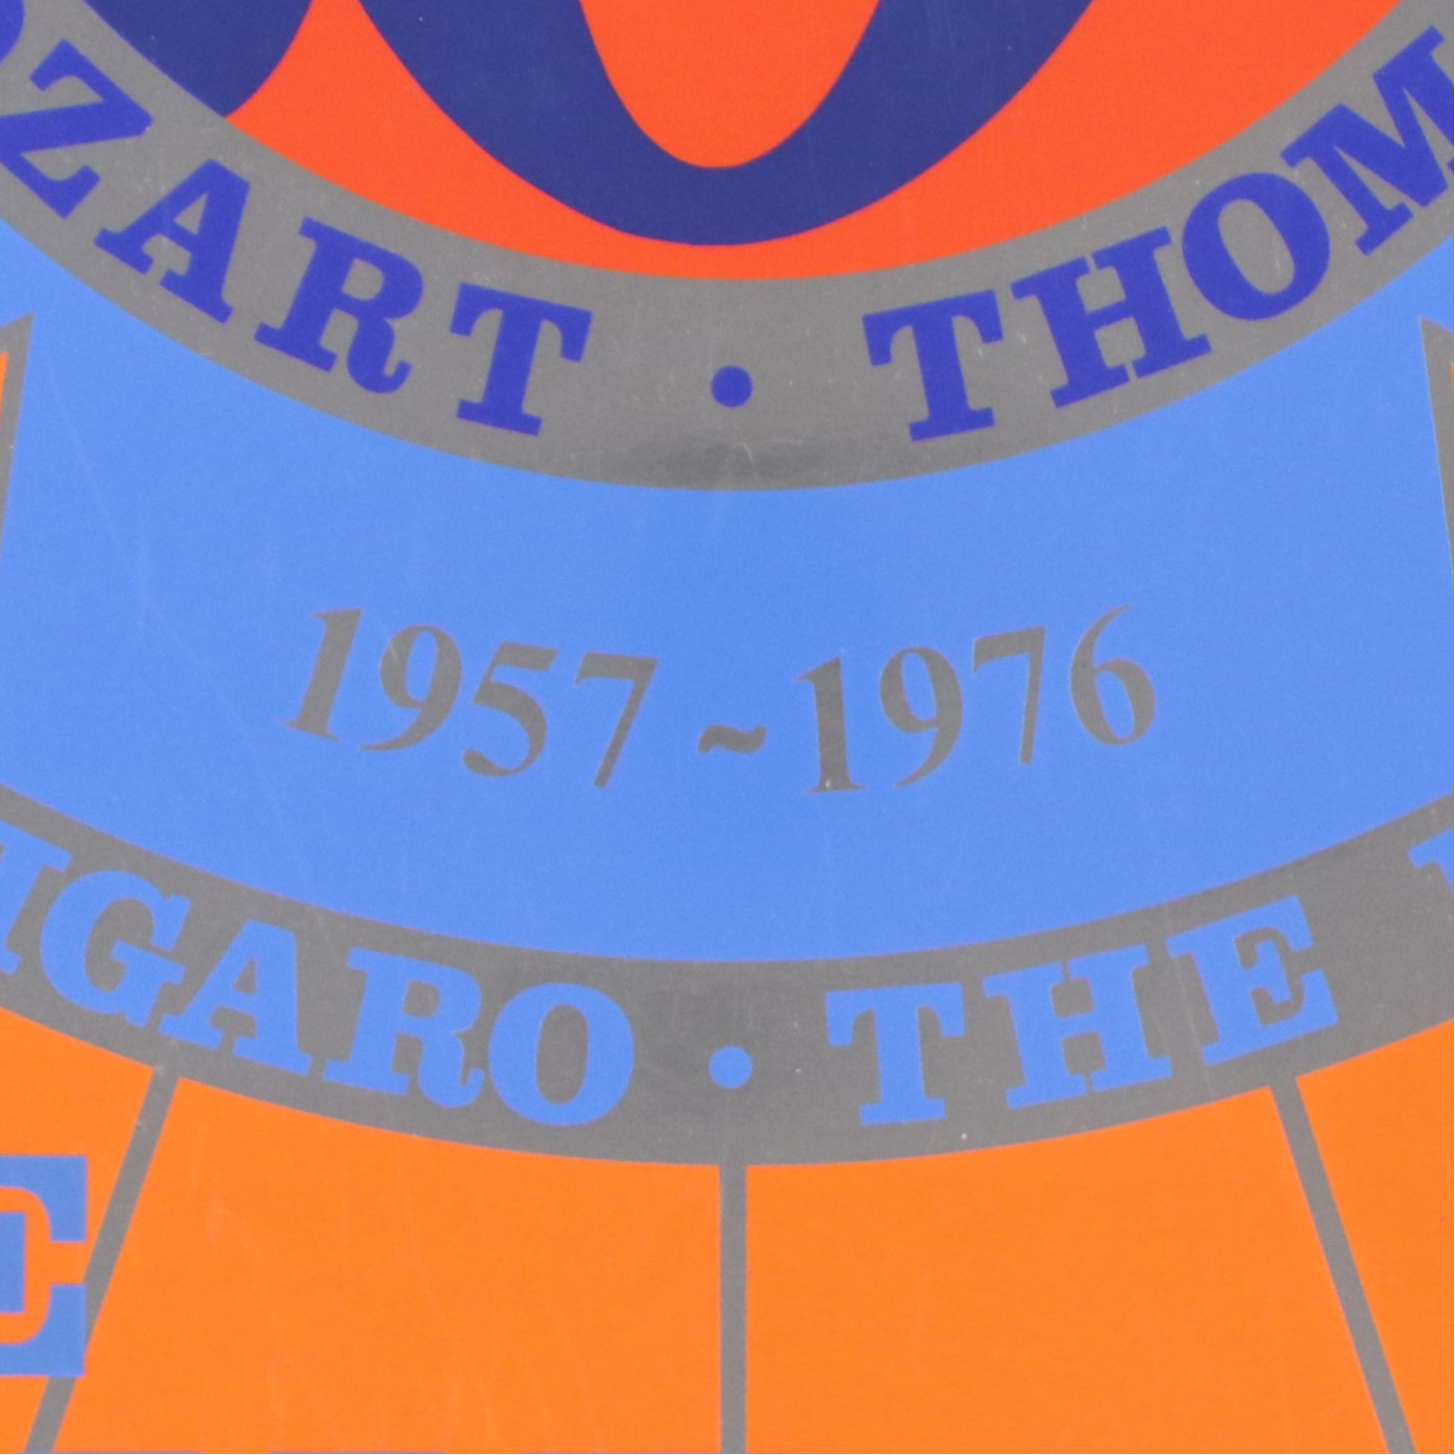 ZART • THOM
1957~1976
IGARO • THE
E